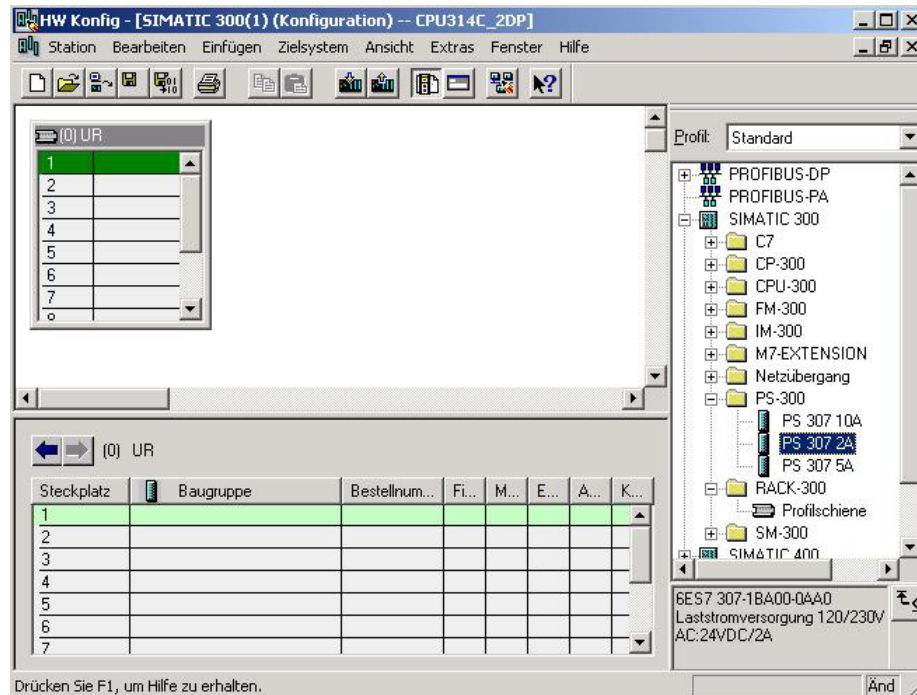 HW Konfig - [SIMATIC 300(1) (Konfiguration) -- CPU314C_2DP]
Station Bearbeiten Einfügen Zielsystem Ansicht Extras Fenster Hilfe
(0) UR
1
2
3
4
5
6
7
Profil: Standard
PROFIBUS-DP
PROFIBUS-PA
SIMATIC 300
C7
CP-300
CPU-300
FM-300
IM-300
M7-EXTENSION
Netzübergang
PS-300
PS 307 10A
PS 307 2A
PS 307 5A
RACK-300
Profilschiene
SM-300
SIMATIC 400
(0) UR
Steckplatz Baugruppe Bestellnum... Fi... M... E... A... K...
1
2
3
4
5
6
7
6ES7 307-1BA00-0AA0
Laststromversorgung 120/230V
AC:24VDC/2A
Drücken Sie F1, um Hilfe zu erhalten.
Änd